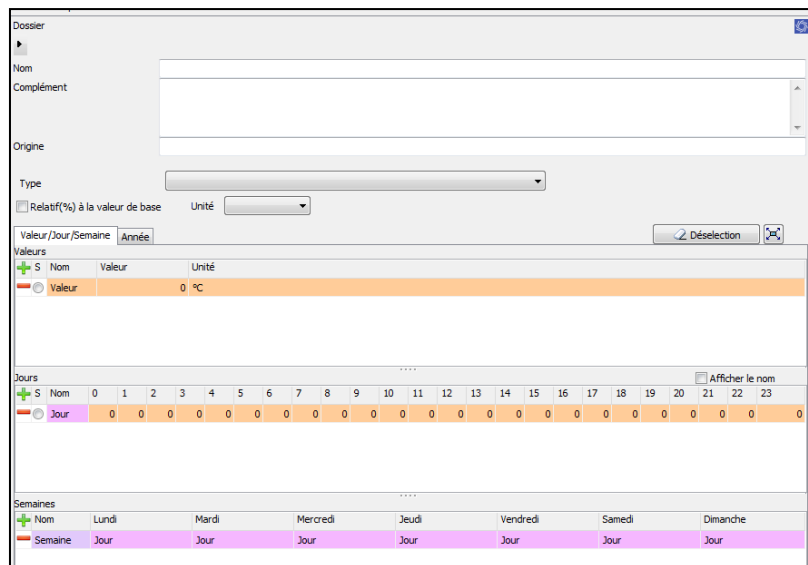 Dossier
Nom
Complément
Origine
Type
Relatif(%) à la valeur de base Unité
Valeur/Jour/Semaine Année Déselection
Valeurs
S Nom Valeur Unité
Valeur 0 °C
Jours Afficher le nom
S Nom 0 1 2 3 4 5 6 7 8 9 10 11 12 13 14 15 16 17 18 19 20 21 22 23
Jour 0 0 0 0 0 0 0 0 0 0 0 0 0 0 0 0 0 0 0 0 0 0 0 0
Semaines
Nom Lundi Mardi Mercredi Jeudi Vendredi Samedi Dimanche
Semaine Jour Jour Jour Jour Jour Jour Jour